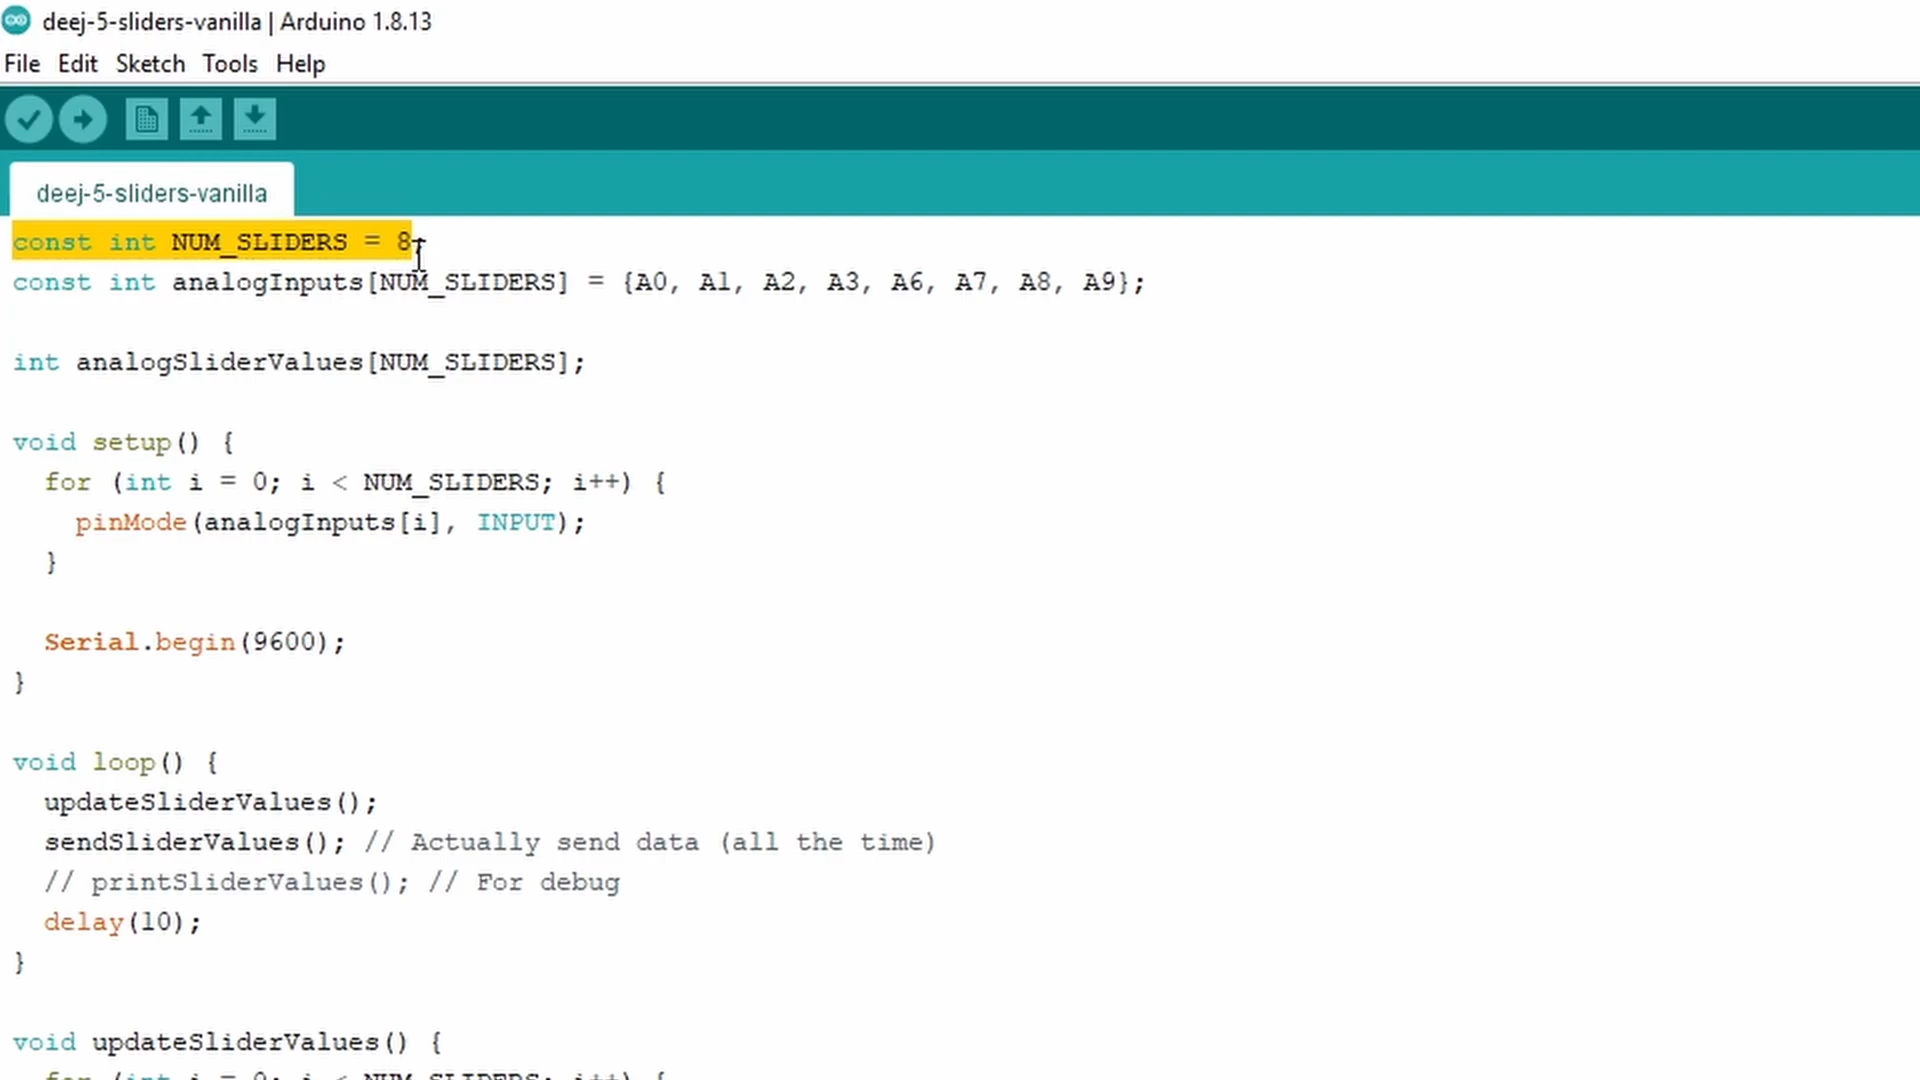 deej-5-sliders-vanilla | Arduino 1.8.13
File Edit Sketch Tools Help
deej-5-sliders-vanilla
const int NUM_SLIDERS = 8;
const int analogInputs[NUM_SLIDERS] = {A0, A1, A2, A3, A6, A7, A8, A9};
int analogSliderValues[NUM_SLIDERS];
void setup() {
for (int i = 0; i < NUM_SLIDERS; i++) {
pinMode(analogInputs[i], INPUT);
}
Serial.begin(9600);
}
void loop() {
updateSliderValues();
sendSliderValues(); // Actually send data (all the time)
// printSliderValues(); // For debug
delay(10);
}
void updateSliderValues() {
for (int i = 0; i < NUM_SLIDERS; i++) {